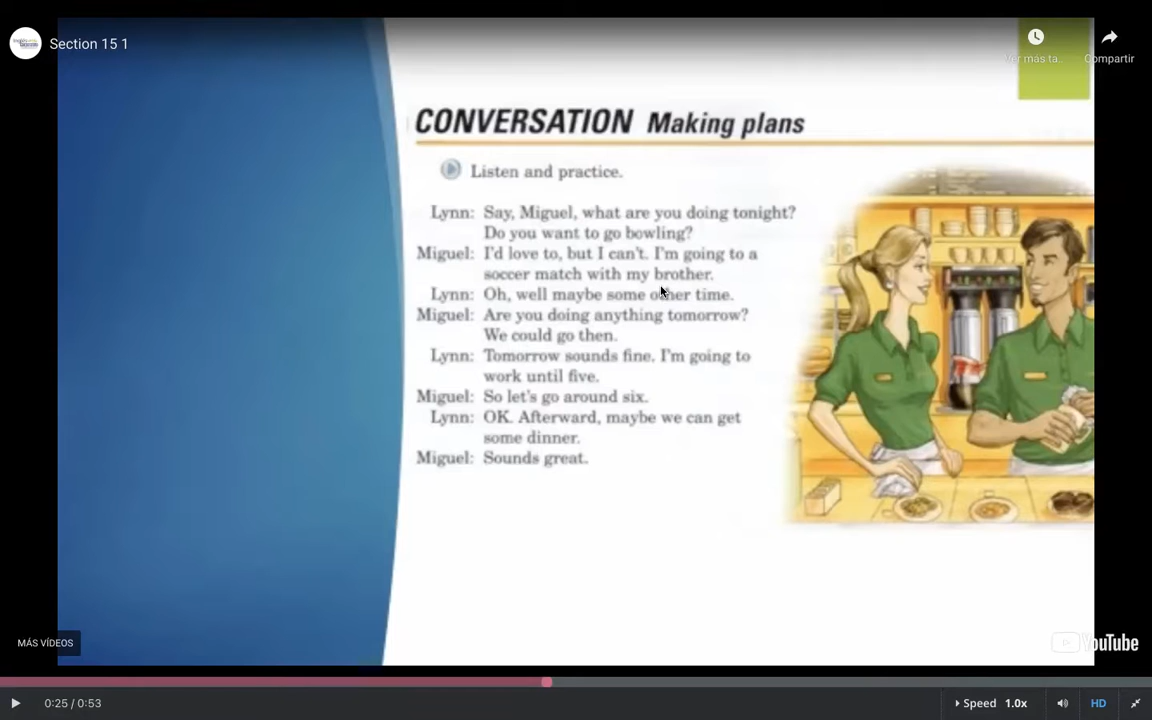 Section 15 1
Ver más ta...
Compartir
CONVERSATION Making plans
Listen and practice.
Lynn: Say, Miguel, what are you doing tonight?
Do you want to go bowling?
Miguel: I'd love to, but I can't. I'm going to a
soccer match with my brother.
Lynn: Oh, well maybe some other time.
Miguel: Are you doing anything tomorrow?
We could go then.
Lynn: Tomorrow sounds fine. I'm going to
work until five.
Miguel: So let's go around six.
Lynn: OK. Afterward, maybe we can get
some dinner.
Miguel: Sounds great.
MÁS VÍDEOS
YouTube
0:25 / 0:53
Speed 1.0x
HD